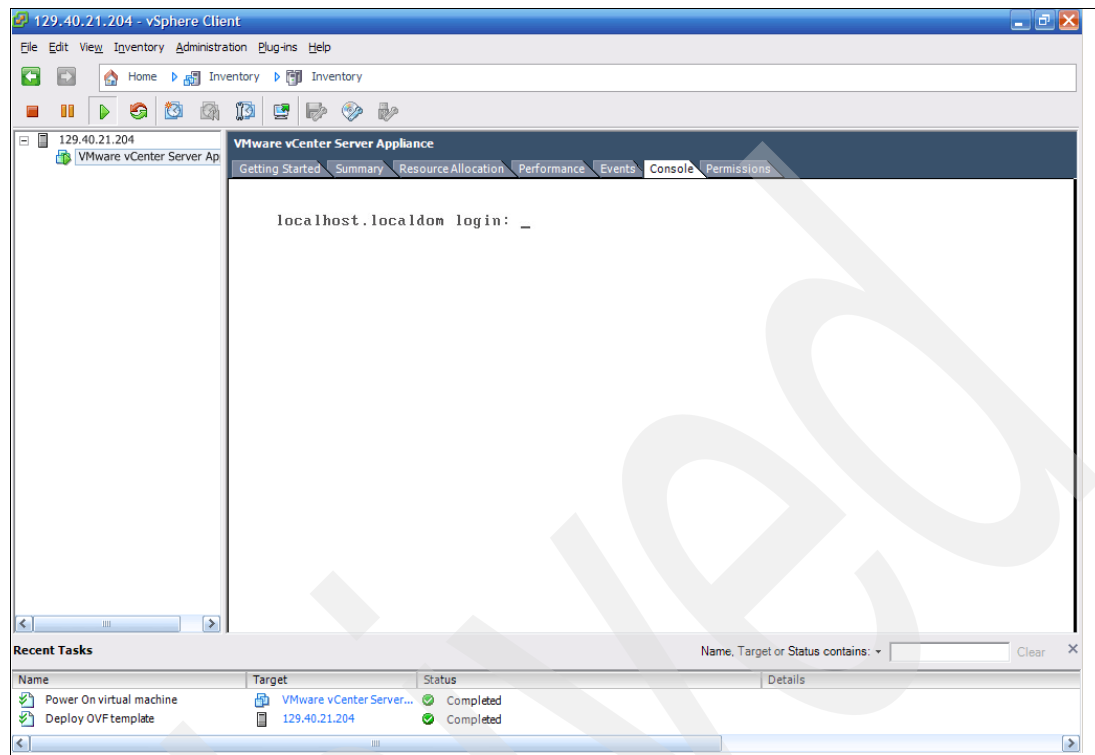 129.40.21.204 - vSphere Client
File Edit View Inventory Administration Plug-ins Help
Home Inventory Inventory
129.40.21.204
VMware vCenter Server Ap
VMware vCenter Server Appliance
Getting Started Summary Resource Allocation Performance Events Console Permissions
localhost.localdom login: _
Recent Tasks
Name, Target or Status contains:
Clear
Name Target Status Details
Power On virtual machine VMware vCenter Server... Completed
Deploy OVF template 129.40.21.204 Completed